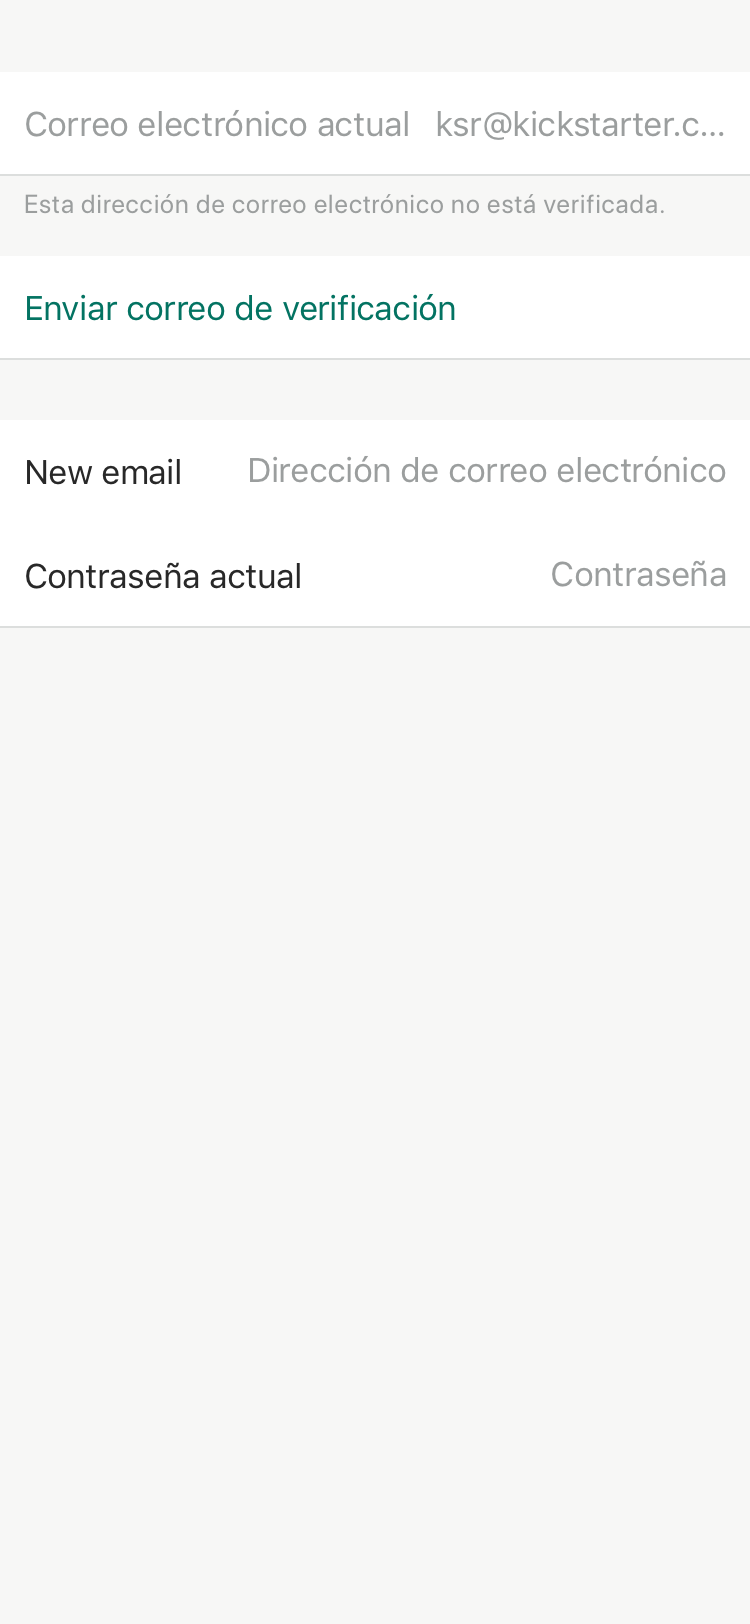 Correo electrónico actual ksr@kickstarter.c...
Esta dirección de correo electrónico no está verificada.
Enviar correo de verificación
New email Dirección de correo electrónico
Contraseña actual Contraseña